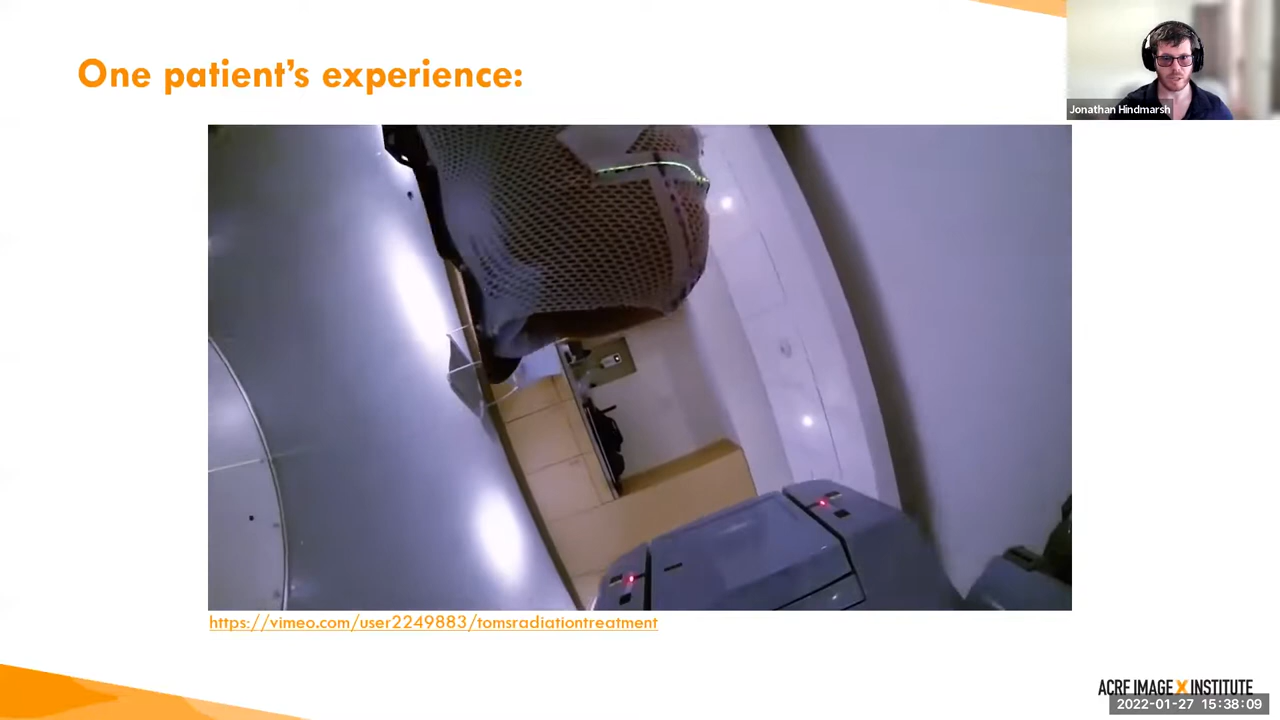 One patient's experience:
Jonathan Hindmarsh
https://vimeo.com/user2249883/tomsradiationtreatment
ACRF IMAGE X INSTITUTE
2022-01-27 15:38:09